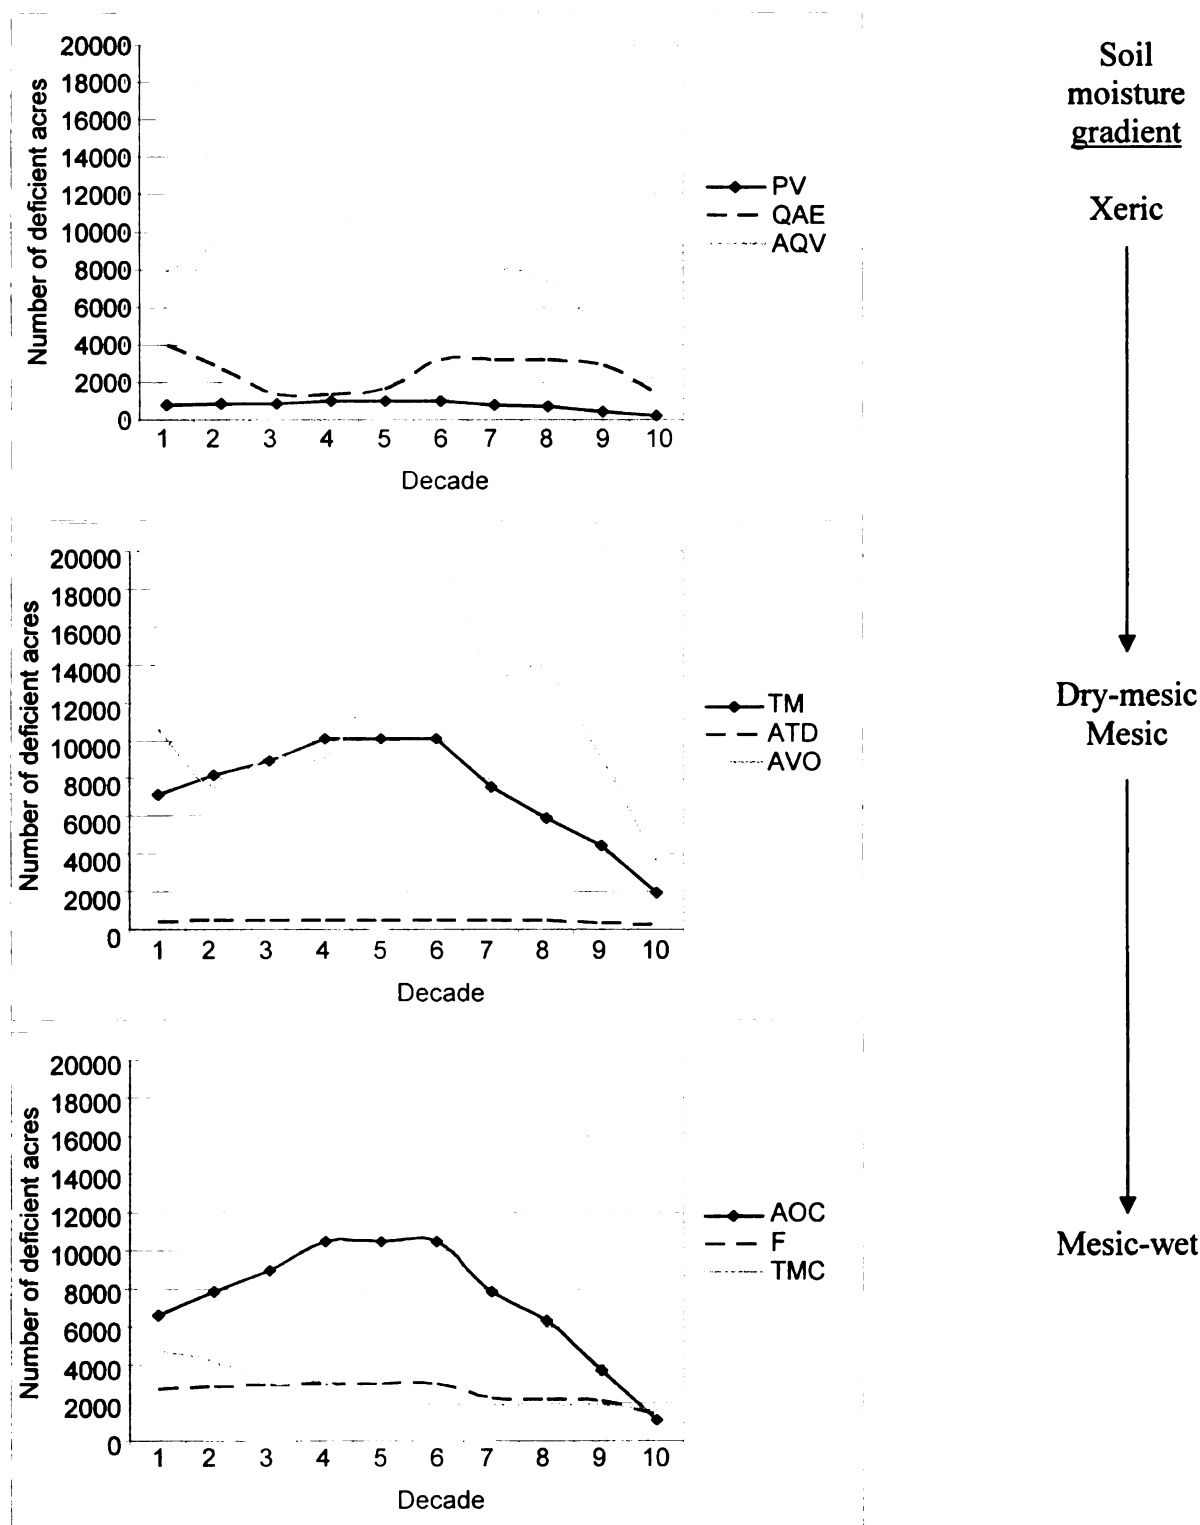 Number of deficient acres
20000
18000
16000
14000
12000
10000
8000
6000
4000
2000
0
1 2 3 4 5 6 7 8 9 10
Decade
PV
QAE
AQV
Number of deficient acres
20000
18000
16000
14000
12000
10000
8000
6000
4000
2000
0
1 2 3 4 5 6 7 8 9 10
Decade
TM
ATD
AVO
Number of deficient acres
20000
18000
16000
14000
12000
10000
8000
6000
4000
2000
0
1 2 3 4 5 6 7 8 9 10
Decade
AOC
F
TMC
Soil
moisture
gradient
Xeric
Dry-mesic
Mesic
Mesic-wet